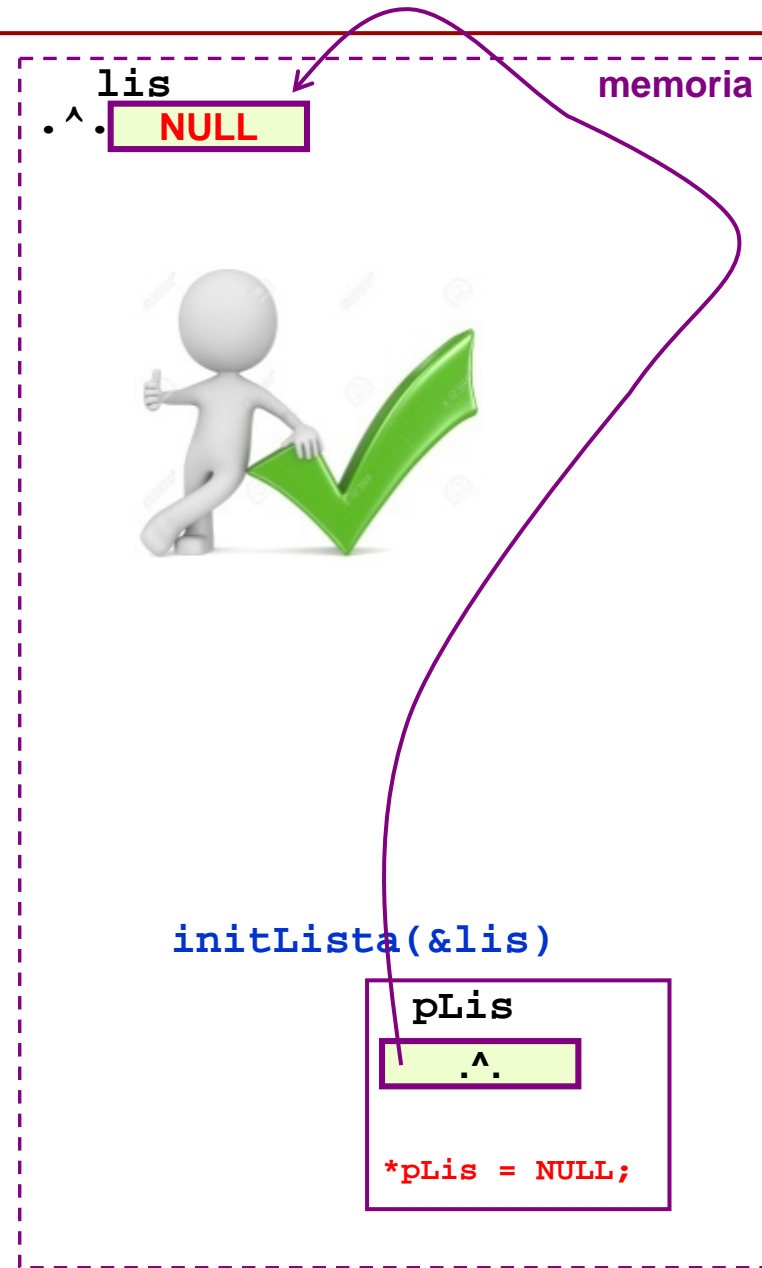 lis
memoria
.^. NULL
initLista(&lis)
pLis
.^.
*pLis = NULL;